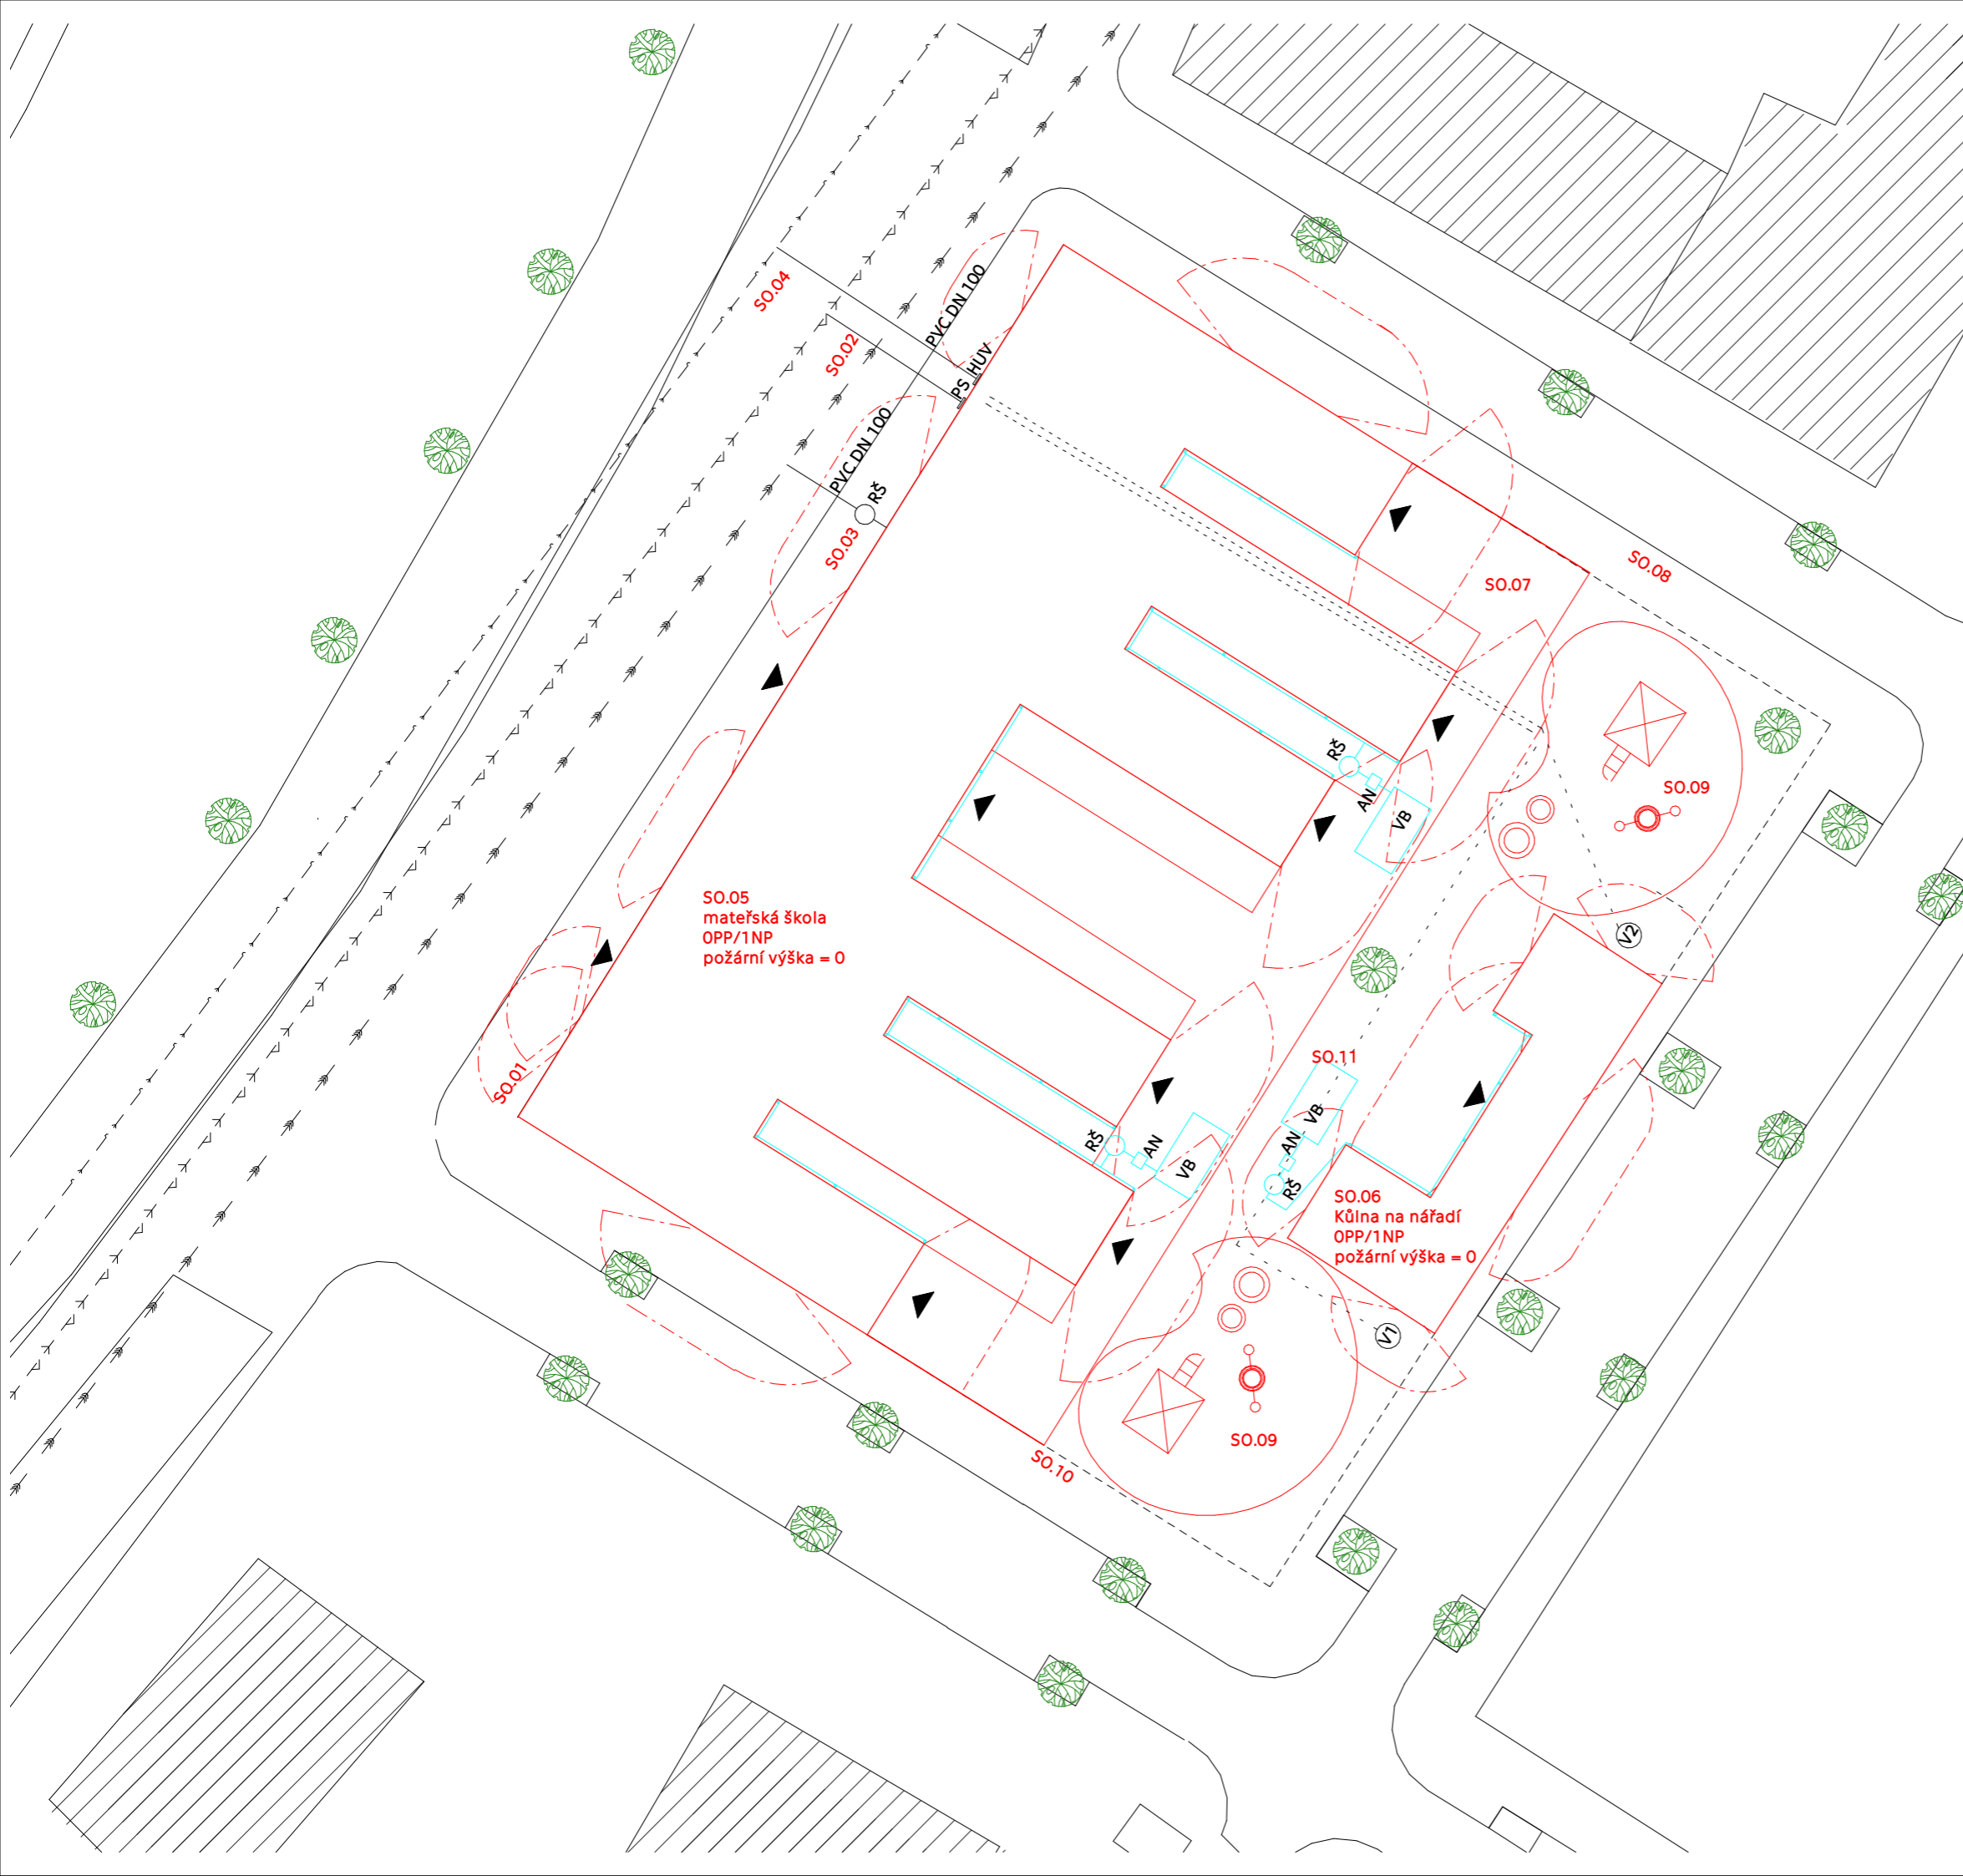 SO.04
PVC DN 100
SO.02
HUV
PS
PVC DN 100
RŠ
SO.03
SO.08
SO.07
RŠ
AN
VB
SO.09
SO.05
mateřská škola
0PP/1NP
požární výška = 0
V2
SO.01
SO.11
VB
AN
RŠ
RŠ
AN
VB
SO.06
Kůlna na nářadí
0PP/1NP
požární výška = 0
V1
SO.09
SO.10